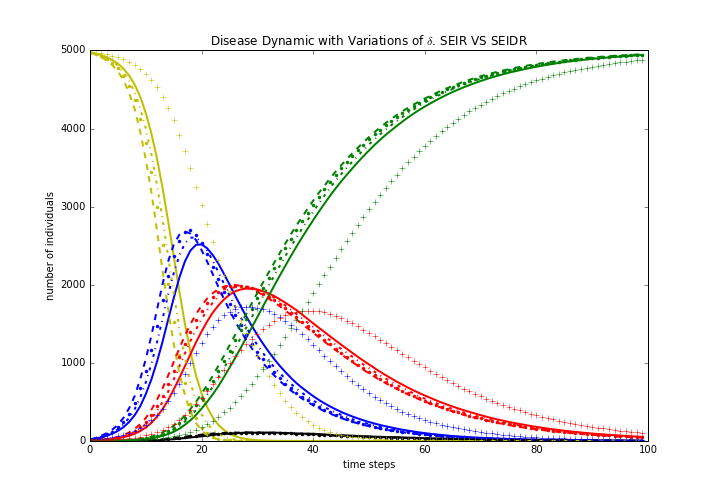 Disease Dynamic with Variations of δ. SEIR VS SEIDR
5000
4000
3000
2000
1000
0
number of individuals
0 20 40 60 80 100
time steps